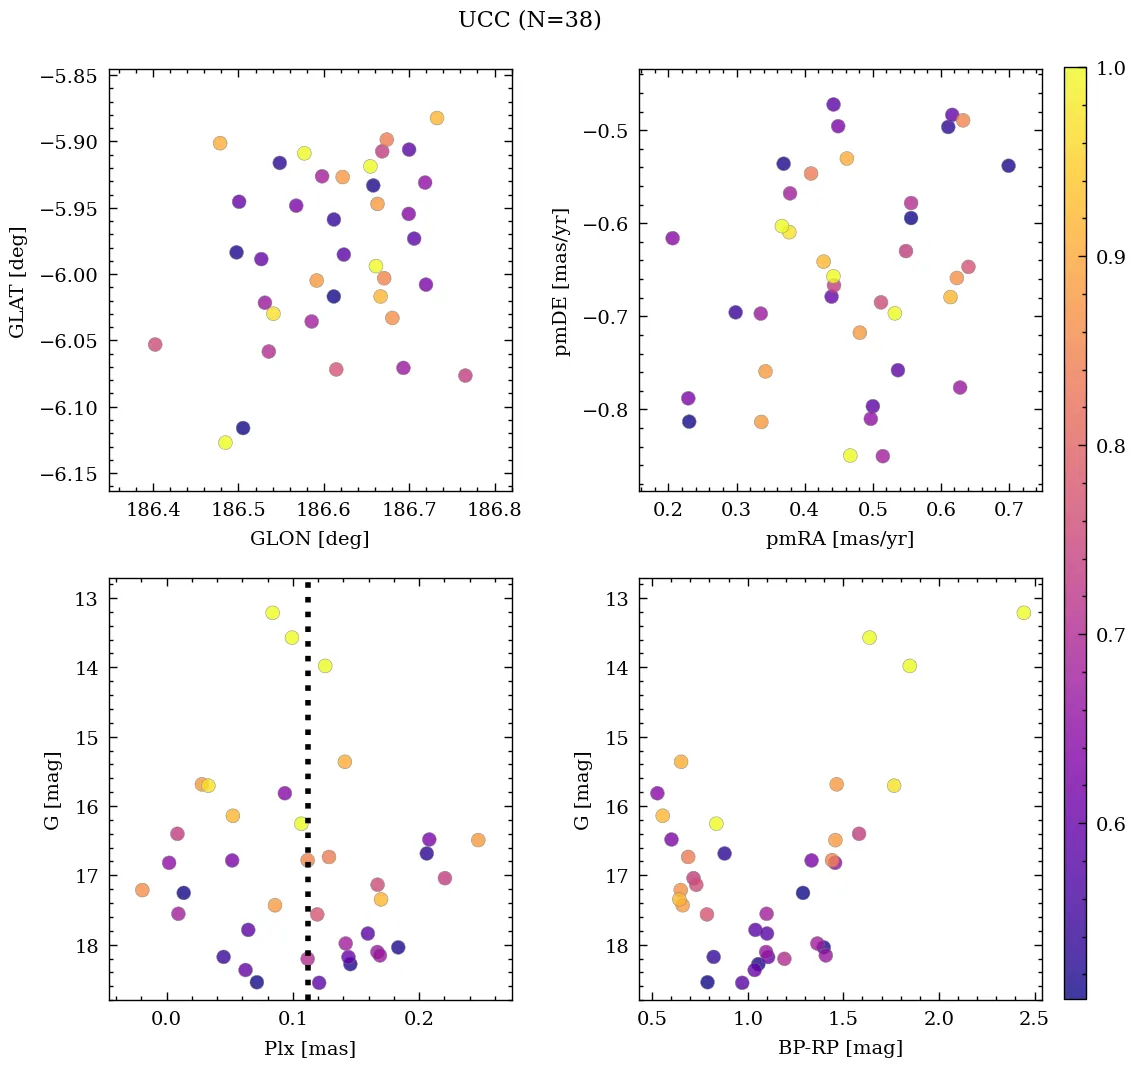 UCC (N=38)
−5.85
−5.90
−5.95
−6.00
−6.05
−6.10
−6.15
GLAT [deg]
186.4 186.5 186.6 186.7 186.8
GLON [deg]
−0.5
−0.6
−0.7
−0.8
pmDE [mas/yr]
0.2 0.3 0.4 0.5 0.6 0.7
pmRA [mas/yr]
13
14
15
16
17
18
G [mag]
0.0 0.1 0.2
Plx [mas]
13
14
15
16
17
18
G [mag]
0.5 1.0 1.5 2.0 2.5
BP-RP [mag]
1.0
0.9
0.8
0.7
0.6